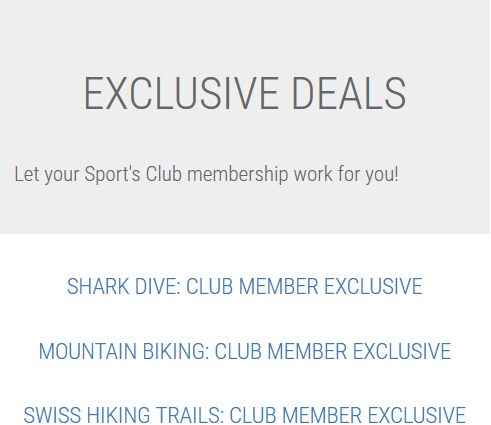 EXCLUSIVE DEALS
Let your Sport's Club membership work for you!
SHARK DIVE: CLUB MEMBER EXCLUSIVE
MOUNTAIN BIKING: CLUB MEMBER EXCLUSIVE
SWISS HIKING TRAILS: CLUB MEMBER EXCLUSIVE